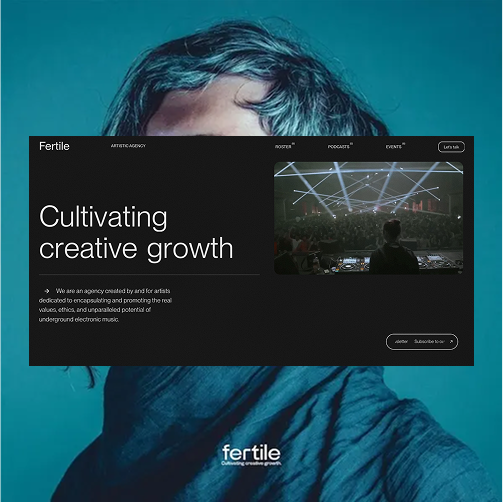 Fertile
ARTISTIC AGENCY
ROSTER
PODCASTS
EVENTS
Let's talk
Cultivating
creative growth
→ We are an agency created by and for artists
dedicated to encapsulating and promoting the real
values, ethics, and unparalleled potential of
underground electronic music.
Subscribe to
fertile
Cultivating creative growth.